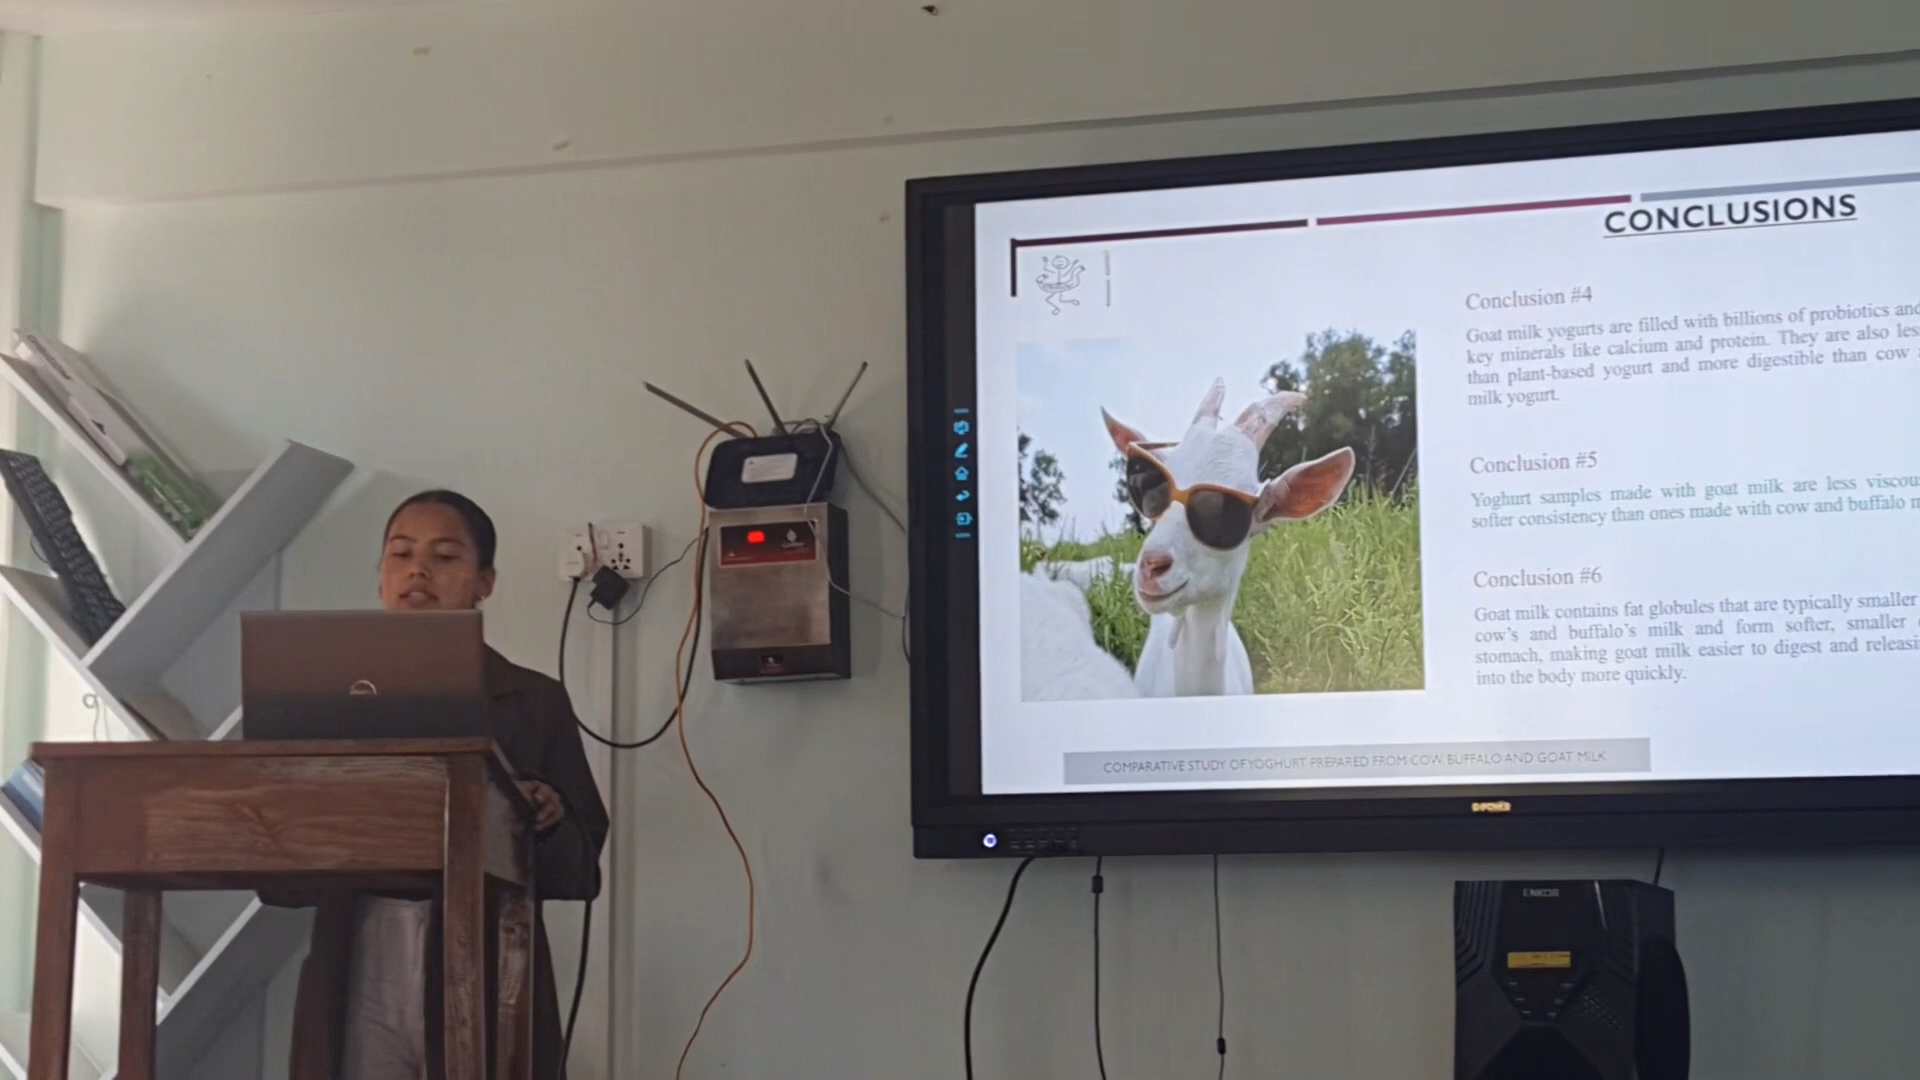 CONCLUSIONS
Conclusion #4
Goat milk yogurts are filled with billions of probiotics and
key minerals like calcium and protein. They are also les
than plant-based yogurt and more digestible than cow
milk yogurt.
Conclusion #5
Yoghurt samples made with goat milk are less viscou
softer consistency than ones made with cow and buffalo m
Conclusion #6
Goat milk contains fat globules that are typically smaller
cow's and buffalo's milk and form softer, smaller
stomach, making goat milk easier to digest and releasi
into the body more quickly.
COMPARATIVE STUDY OF YOGHURT PREPARED FROM COW, BUFFALO AND GOAT MILK
DELL